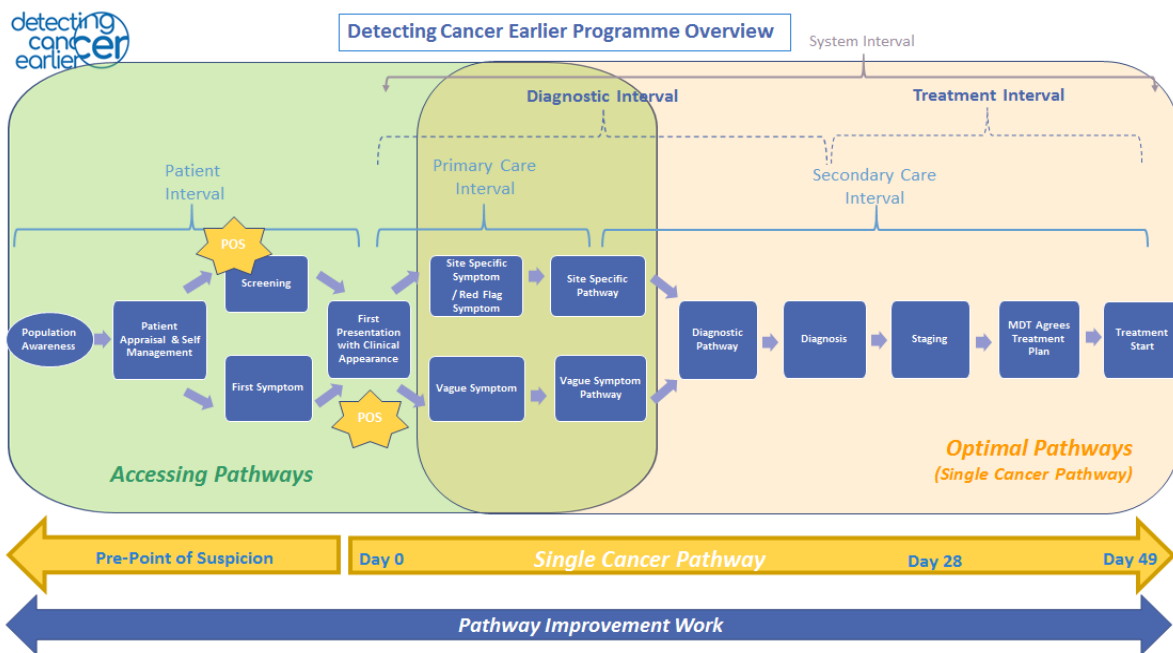 detecting
cancer
earlier
Detecting Cancer Earlier Programme Overview
System Interval
Diagnostic Interval
Treatment Interval
Patient
Interval
Primary Care
Interval
Secondary Care
Interval
POS
Screening
Site Specific
Symptom
/ Red Flag
Symptom
Site Specific
Pathway
Population
Awareness
Patient
Appraisal & Self
Management
First
Presentation
with Clinical
Appearance
Diagnostic
Pathway
Diagnosis
Staging
MDT Agrees
Treatment
Plan
Treatment
Start
First Symptom
POS
Vague Symptom
Vague Symptom
Pathway
Accessing Pathways
Optimal Pathways
(Single Cancer Pathway)
Pre-Point of Suspicion
Day 0
Single Cancer Pathway
Day 28
Day 49
Pathway Improvement Work